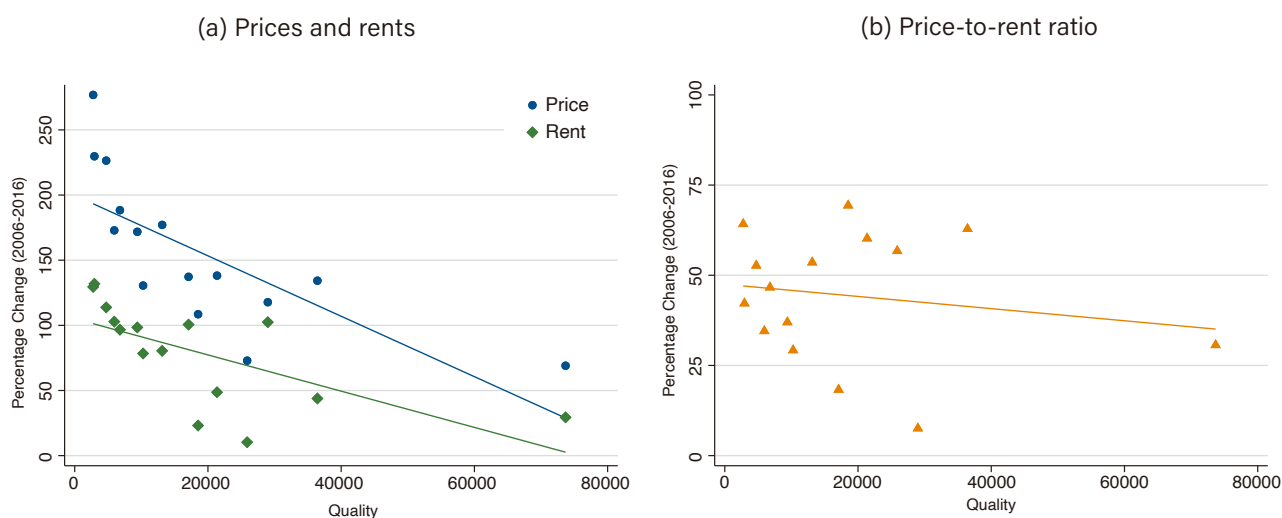 (a) Prices and rents
Percentage Change (2006-2016)
250
200
150
100
50
0
Price
Rent
0 20000 40000 60000 80000
Quality
(b) Price-to-rent ratio
Percentage Change (2006-2016)
100
75
50
25
0
0 20000 40000 60000 80000
Quality